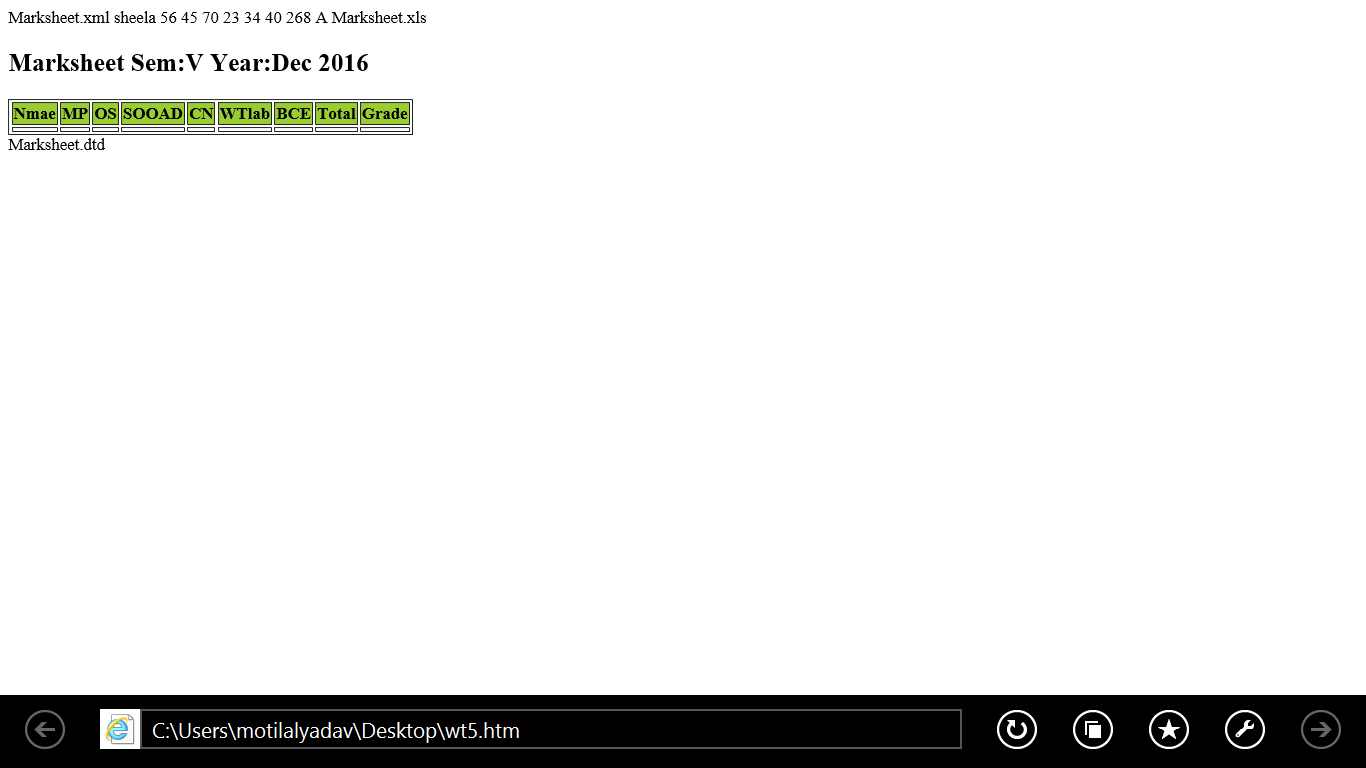 Marksheet.xml sheela 56 45 70 23 34 40 268 A Marksheet.xls
Marksheet Sem:V Year:Dec 2016
Nmae MP OS SOOAD CN WTlab BCE Total Grade
Marksheet.dtd
C:\Users\motilalyadav\Desktop\wt5.htm